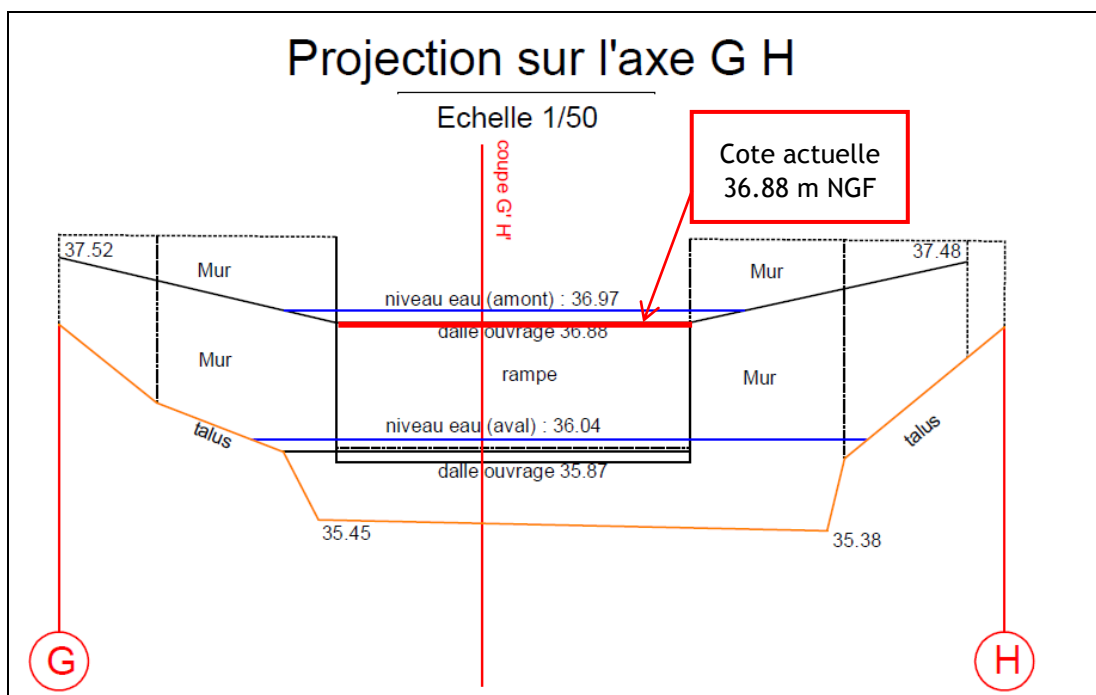 Projection sur l'axe G H
Echelle 1/50
coupe G' H'
Cote actuelle
36.88 m NGF
37.52
Mur
Mur
37.48
niveau eau (amont) : 36.97
dalle ouvrage 36.88
Mur
rampe
Mur
niveau eau (aval) : 36.04
talus
talus
dalle ouvrage 35.87
35.45
35.38
G
H